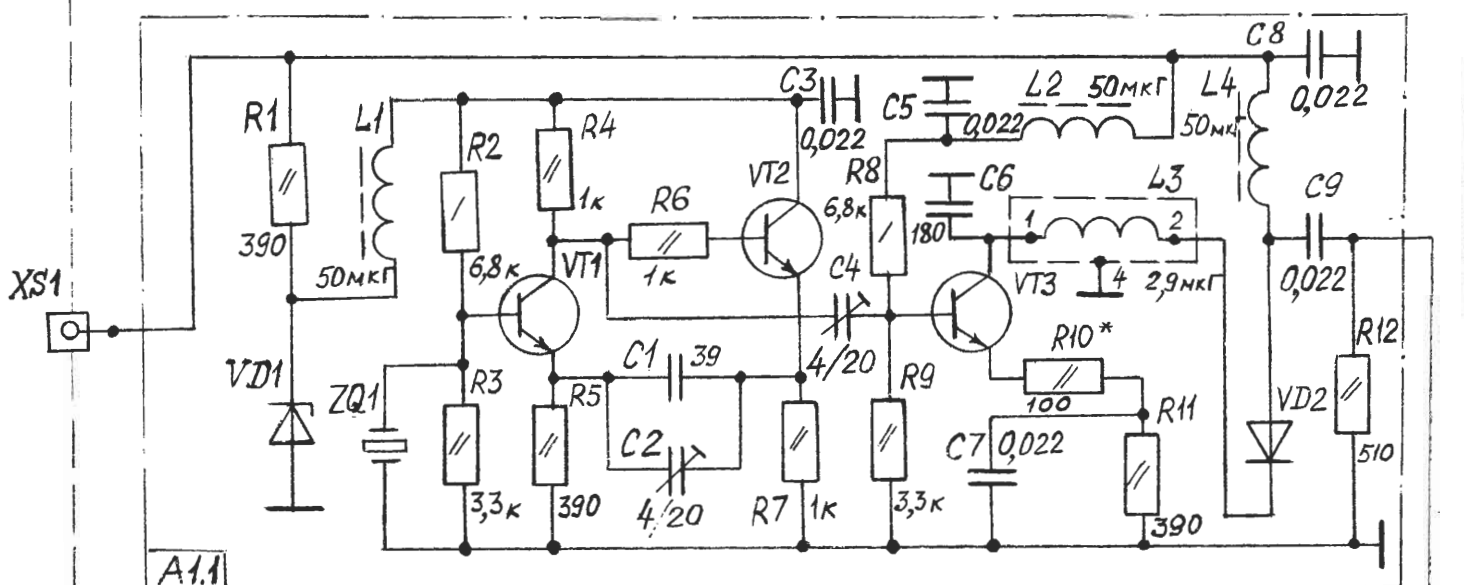 C8
C3
L2 50мкГ
L4
C5
0,022
R1
L1
R4
0,022
0,022
50мкГ
R2
VT2
R8
C6
L3
C9
1к
R6
6,8к
180
1
2
390
1к
50мкГ
6,8к
VT1
C4
VT3
4
2,9мкГ
0,022
XS1
4/20
R10*
R12
VD1
ZQ1
R3
R5
C1
39
R9
100
R11
VD2
C2
C7
0,022
510
3,3к
390
4/20
R7
1к
3,3к
390
A1.1